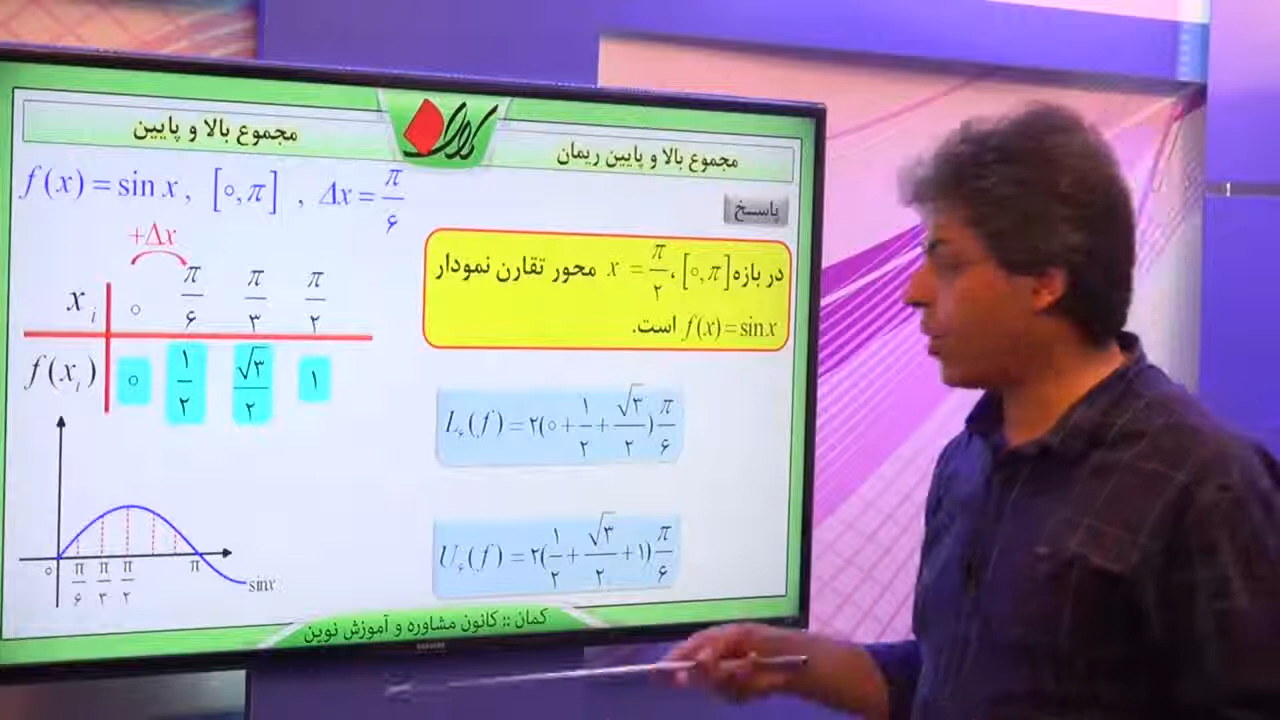 مجموع بالا و پایین ریمان
مجموع بالا و پایین
کمان
f(x) = sin x , [۰, π] , Δx = π/۶
پاسخ
در بازه [۰, π]، x = π/۲ محور تقارن نمودار
f(x) = sin x است.
+Δx
xᵢ ۰ π/۶ π/۳ π/۲
f(xᵢ) ۰ ۱/۲ √۳/۲ ۱
L₆(f) = ۲(۰ + ۱/۲ + √۳/۲) π/۶
U₆(f) = ۲(۱/۲ + √۳/۲ + ۱) π/۶
۰ π/۶ π/۳ π/۲ π
sinx
کمان :: کانون مشاوره و آموزش نوین
SAMSUNG